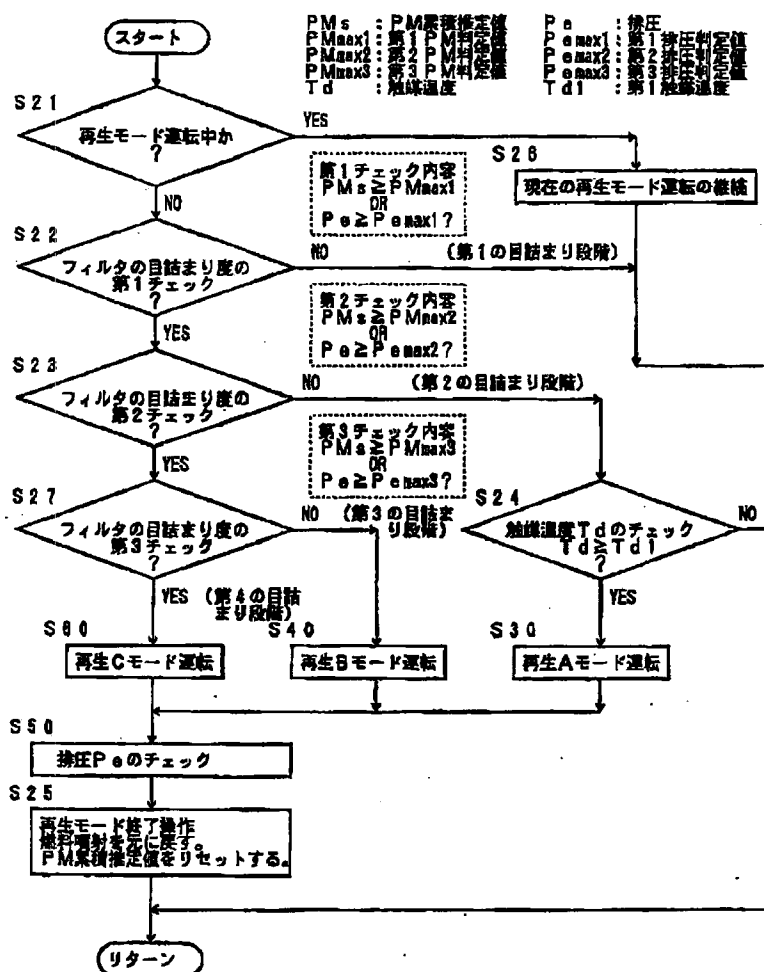 PMs :PM累積推定値
PMmax1:第1PM判定値
PMmax2:第2PM判定値
PMmax3:第3PM判定値
Td :触媒温度
Pe :排圧
Pemax1:第1排圧判定値
Pemax2:第2排圧判定値
Pemax3:第3排圧判定値
Td1 :第1触媒温度
スタート
S21
再生モード運転中か
?
YES
NO
S26
現在の再生モード運転の継続
第1チェック内容
PMs≧PMmax1
OR
Pe≧Pemax1?
S22
フィルタの目詰まり度の
第1チェック
?
NO
(第1の目詰まり段階)
YES
第2チェック内容
PMs≧PMmax2
OR
Pe≧Pemax2?
S23
フィルタの目詰まり度の
第2チェック
?
NO
(第2の目詰まり段階)
YES
第3チェック内容
PMs≧PMmax3
OR
Pe≧Pemax3?
S27
フィルタの目詰まり度の
第3チェック
?
NO
(第3の目詰ま
り段階)
S24
触媒温度Tdのチェック
Td≧Td1
?
NO
YES
YES
(第4の目詰
まり段階)
S60
再生Cモード運転
S40
再生Bモード運転
S30
再生Aモード運転
S50
排圧Peのチェック
S25
再生モード終了操作
燃料噴射を元に戻す。
PM累積推定値をリセットする。
リターン